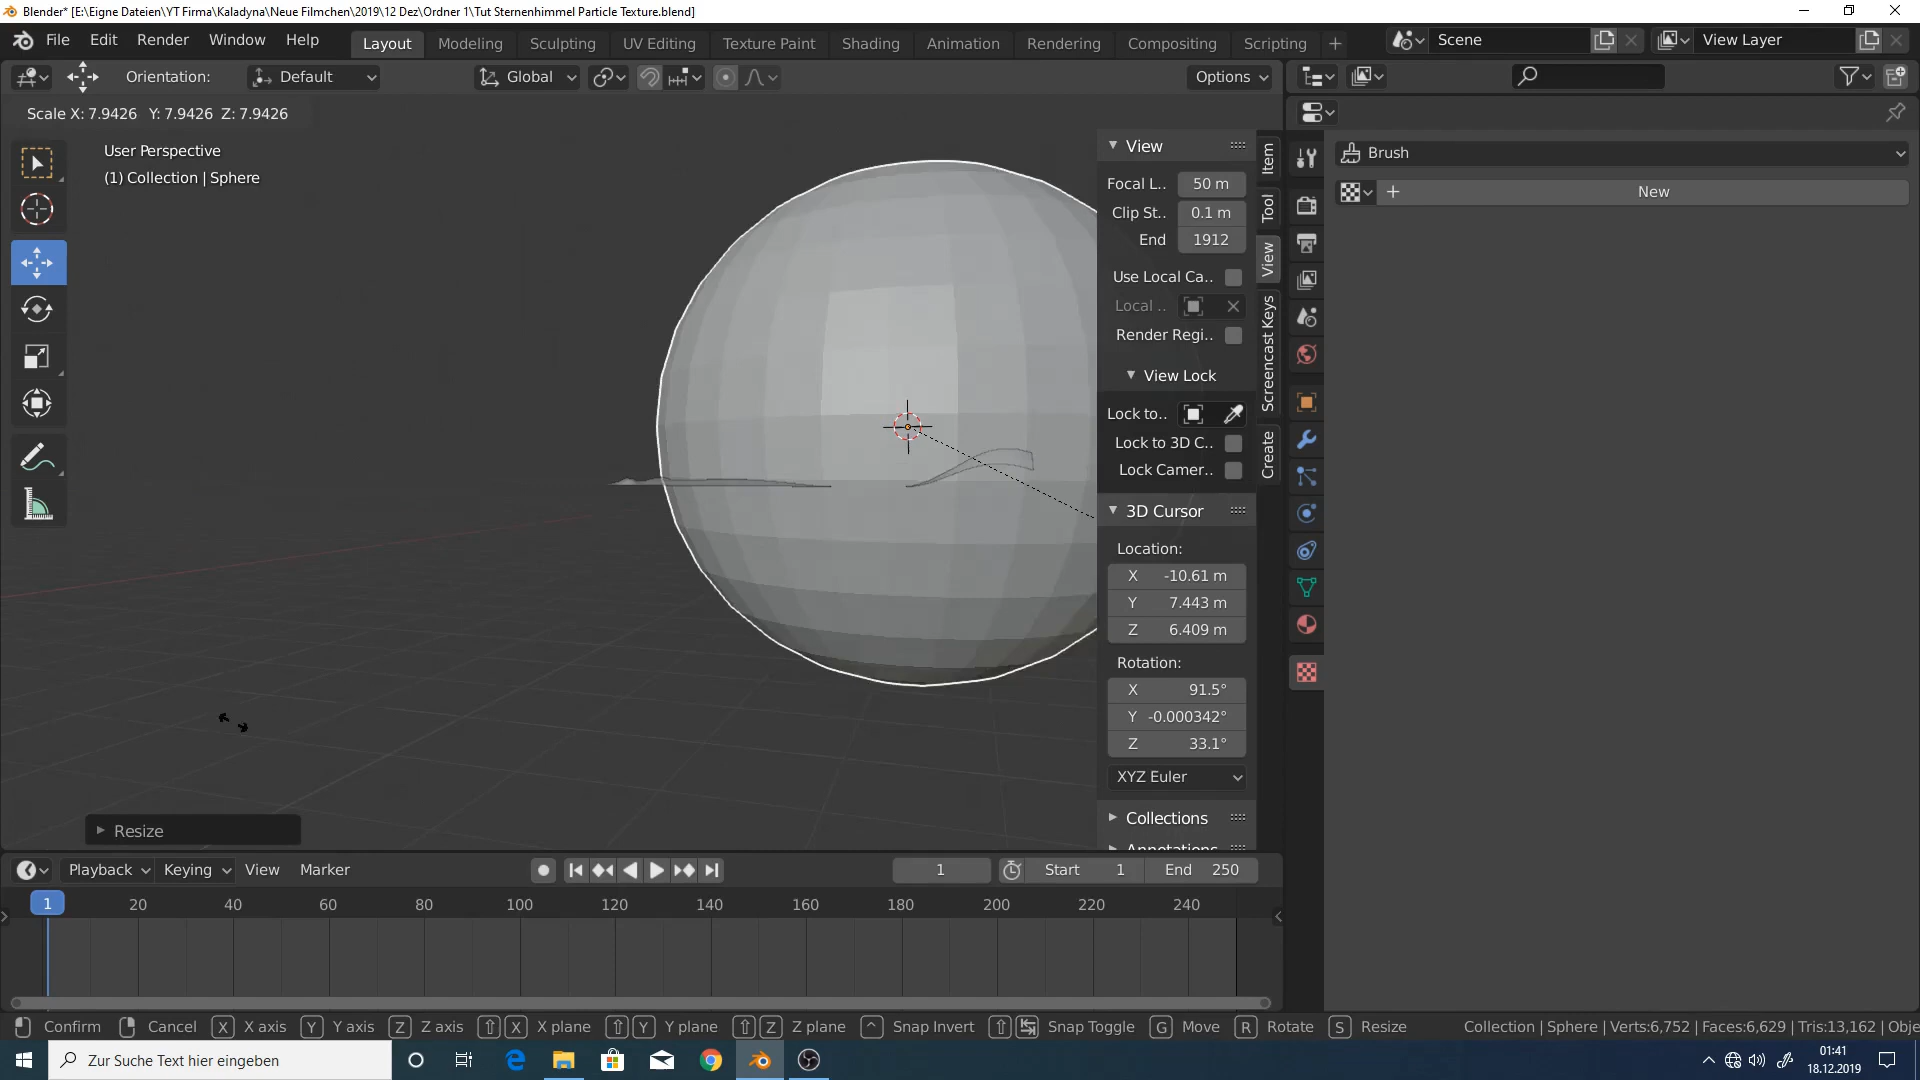 Blender* [E:\Eigne Dateien\YT Firma\Kaladyna\Neue Filmchen\2019\12 Dez\Ordner 1\Tut Sternenhimmel Particle Texture.blend]
File Edit Render Window Help Layout Modeling Sculpting UV Editing Texture Paint Shading Animation Rendering Compositing Scripting + Scene View Layer
Orientation: Default Global Options
Scale X: 7.9426 Y: 7.9426 Z: 7.9426
User Perspective
(1) Collection | Sphere
View
Focal L.. 50 m
Clip St.. 0.1 m
End 1912
Use Local Ca..
Local ..
Render Regi..
View Lock
Lock to..
Lock to 3D C..
Lock Camer..
3D Cursor
Location:
X -10.61 m
Y 7.443 m
Z 6.409 m
Rotation:
X 91.5°
Y -0.000342°
Z 33.1°
XYZ Euler
Collections
Annotations
Item
Tool
View
Screencast Keys
Create
Brush
+ New
Resize
Playback Keying View Marker 1 Start 1 End 250
1 20 40 60 80 100 120 140 160 180 200 220 240
Confirm Cancel X X axis Y Y axis Z Z axis X X plane Y Y plane Z Z plane Snap Invert Snap Toggle G Move R Rotate S Resize Collection | Sphere | Verts:6,752 | Faces:6,629 | Tris:13,162 | Obje
Zur Suche Text hier eingeben
01:41
18.12.2019